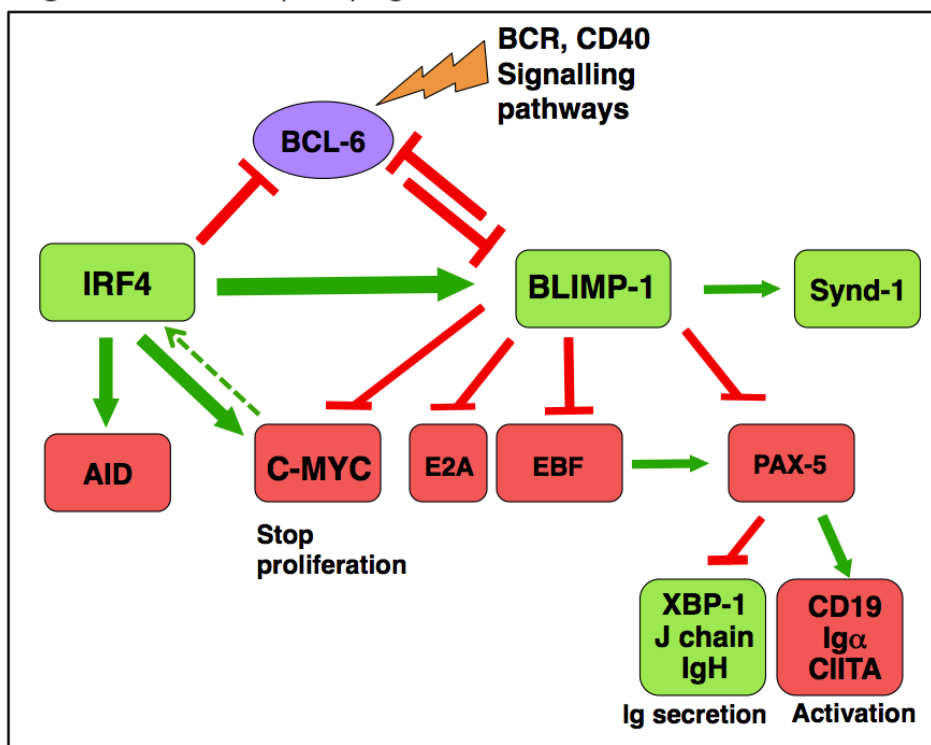 BCR, CD40
Signalling
pathways
BCL-6
IRF4
BLIMP-1
Synd-1
AID
C-MYC
E2A
EBF
PAX-5
Stop
proliferation
XBP-1
J chain
IgH
CD19
Igα
CIITA
Ig secretion
Activation